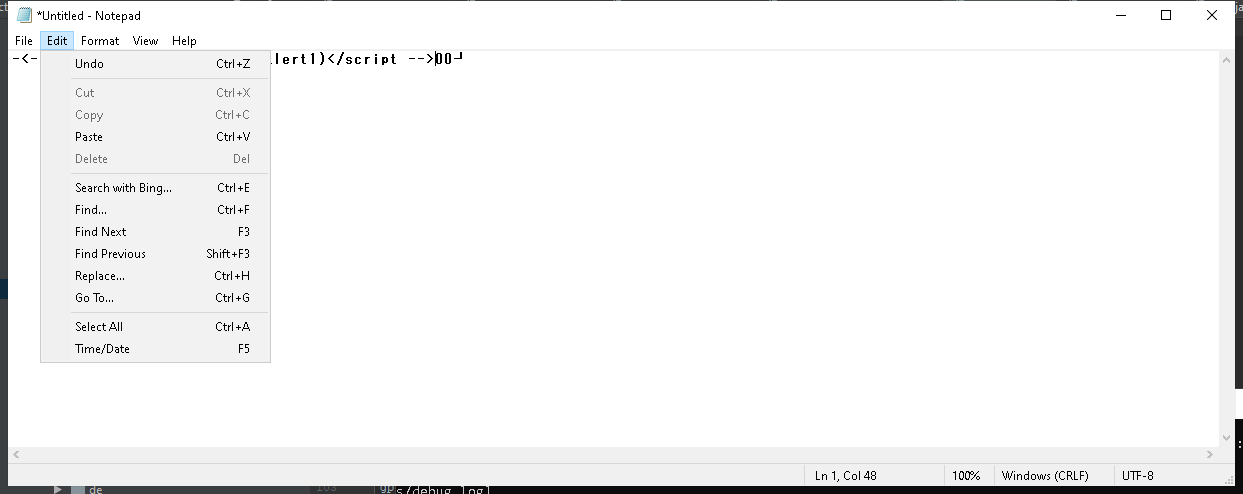 *Untitled - Notepad
File Edit Format View Help
lert1)</script -->00
Undo Ctrl+Z
Cut Ctrl+X
Copy Ctrl+C
Paste Ctrl+V
Delete Del
Search with Bing... Ctrl+E
Find... Ctrl+F
Find Next F3
Find Previous Shift+F3
Replace... Ctrl+H
Go To... Ctrl+G
Select All Ctrl+A
Time/Date F5
Ln 1, Col 48 100% Windows (CRLF) UTF-8
de s/debug.log]